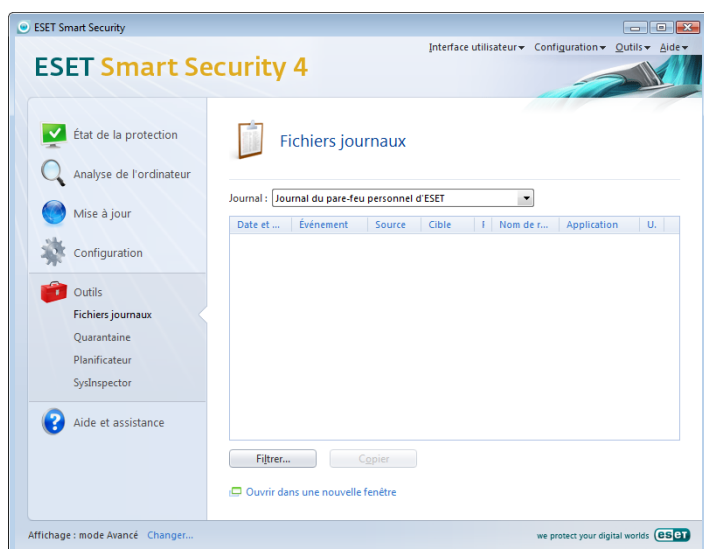 ESET Smart Security
Interface utilisateur Configuration Outils Aide
ESET Smart Security 4
État de la protection
Analyse de l'ordinateur
Mise à jour
Configuration
Outils
Fichiers journaux
Quarantaine
Planificateur
SysInspector
Aide et assistance
Fichiers journaux
Journal : Journal du pare-feu personnel d'ESET
Date et ... Événement Source Cible Nom de r... Application U.
Filtrer... Copier
Ouvrir dans une nouvelle fenêtre
Affichage : mode Avancé Changer...
we protect your digital worlds eset